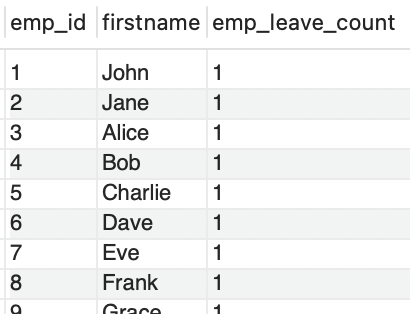 emp_id firstname emp_leave_count
1 John 1
2 Jane 1
3 Alice 1
4 Bob 1
5 Charlie 1
6 Dave 1
7 Eve 1
8 Frank 1
9 Grace 1